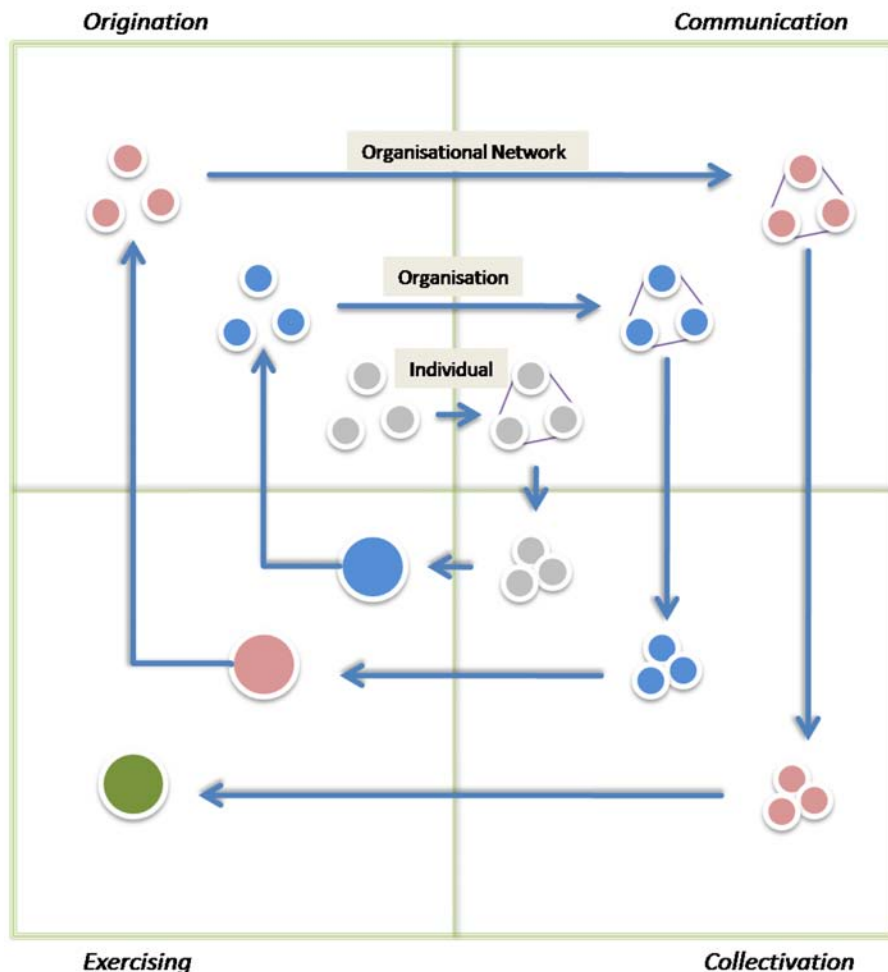 Origination
Communication
Organisational Network
Organisation
Individual
Exercising
Collectivation